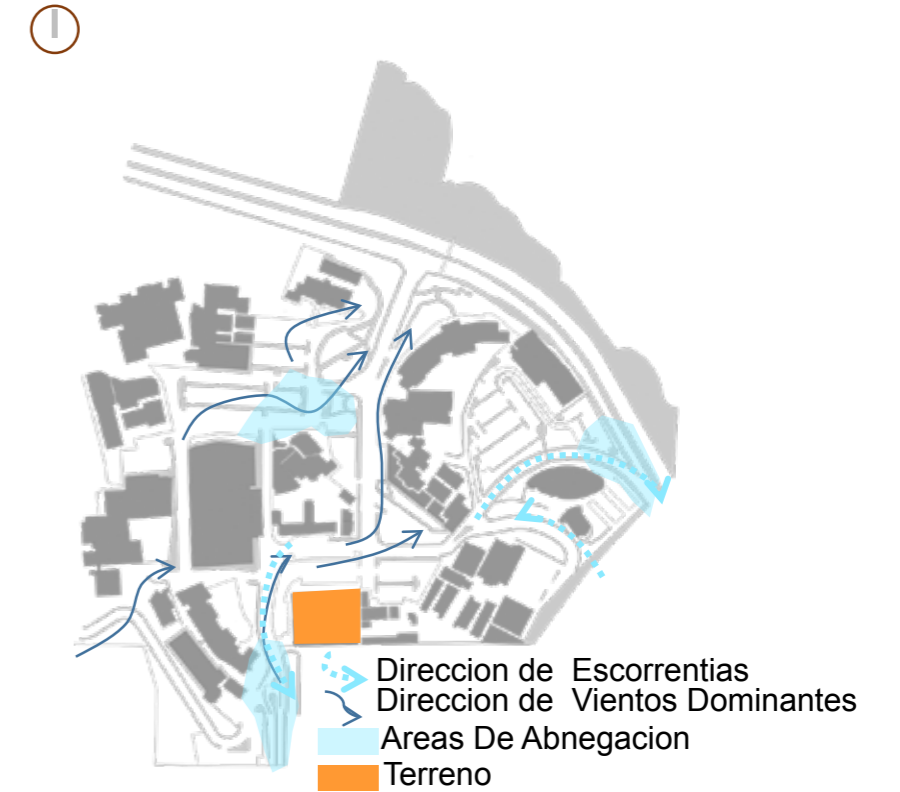 Direccion de Escorrentias
Direccion de Vientos Dominantes
Areas De Abnegacion
Terreno